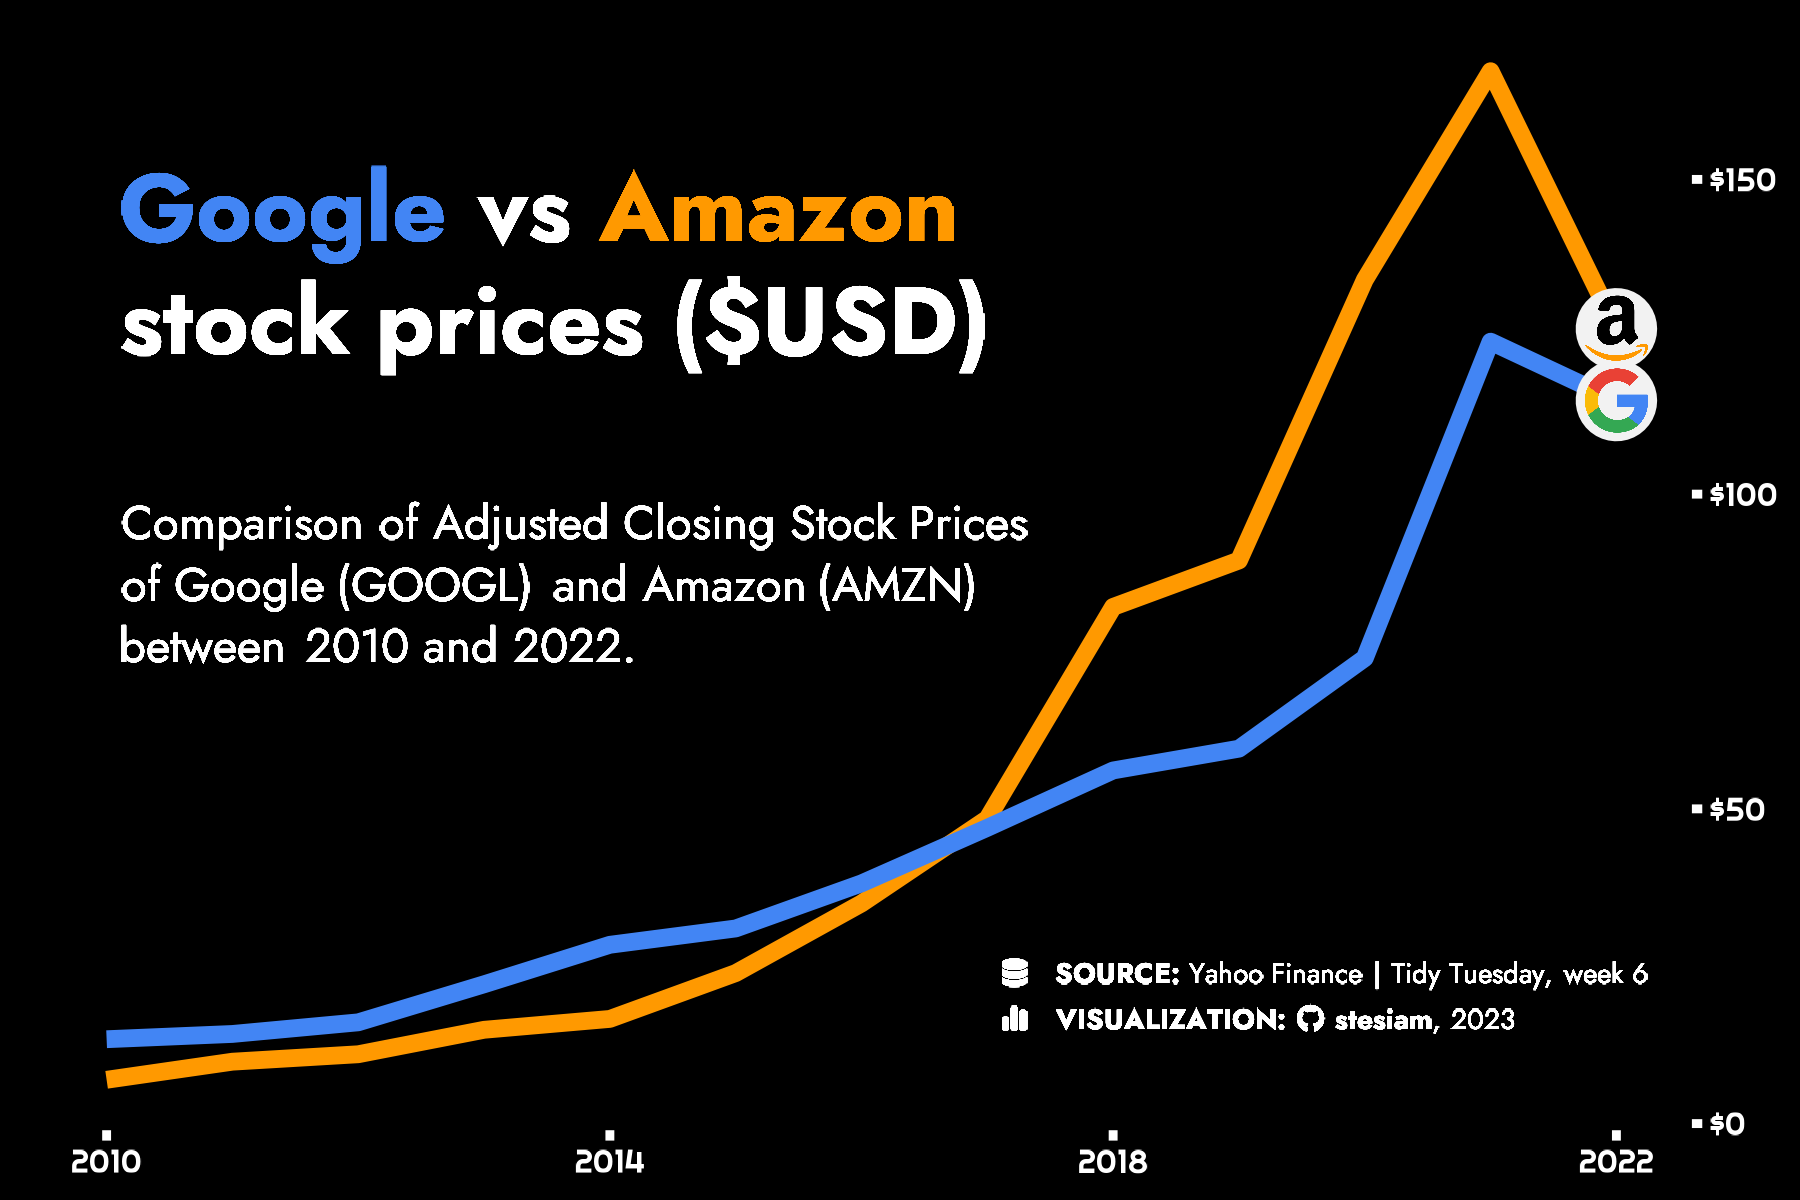 Google vs Amazon
stock prices ($USD)
Comparison of Adjusted Closing Stock Prices
of Google (GOOGL) and Amazon (AMZN)
between 2010 and 2022.
$150
a
G
$100
$50
SOURCE: Yahoo Finance | Tidy Tuesday, week 6
VISUALIZATION: stesiam, 2023
$0
2010 2014 2018 2022